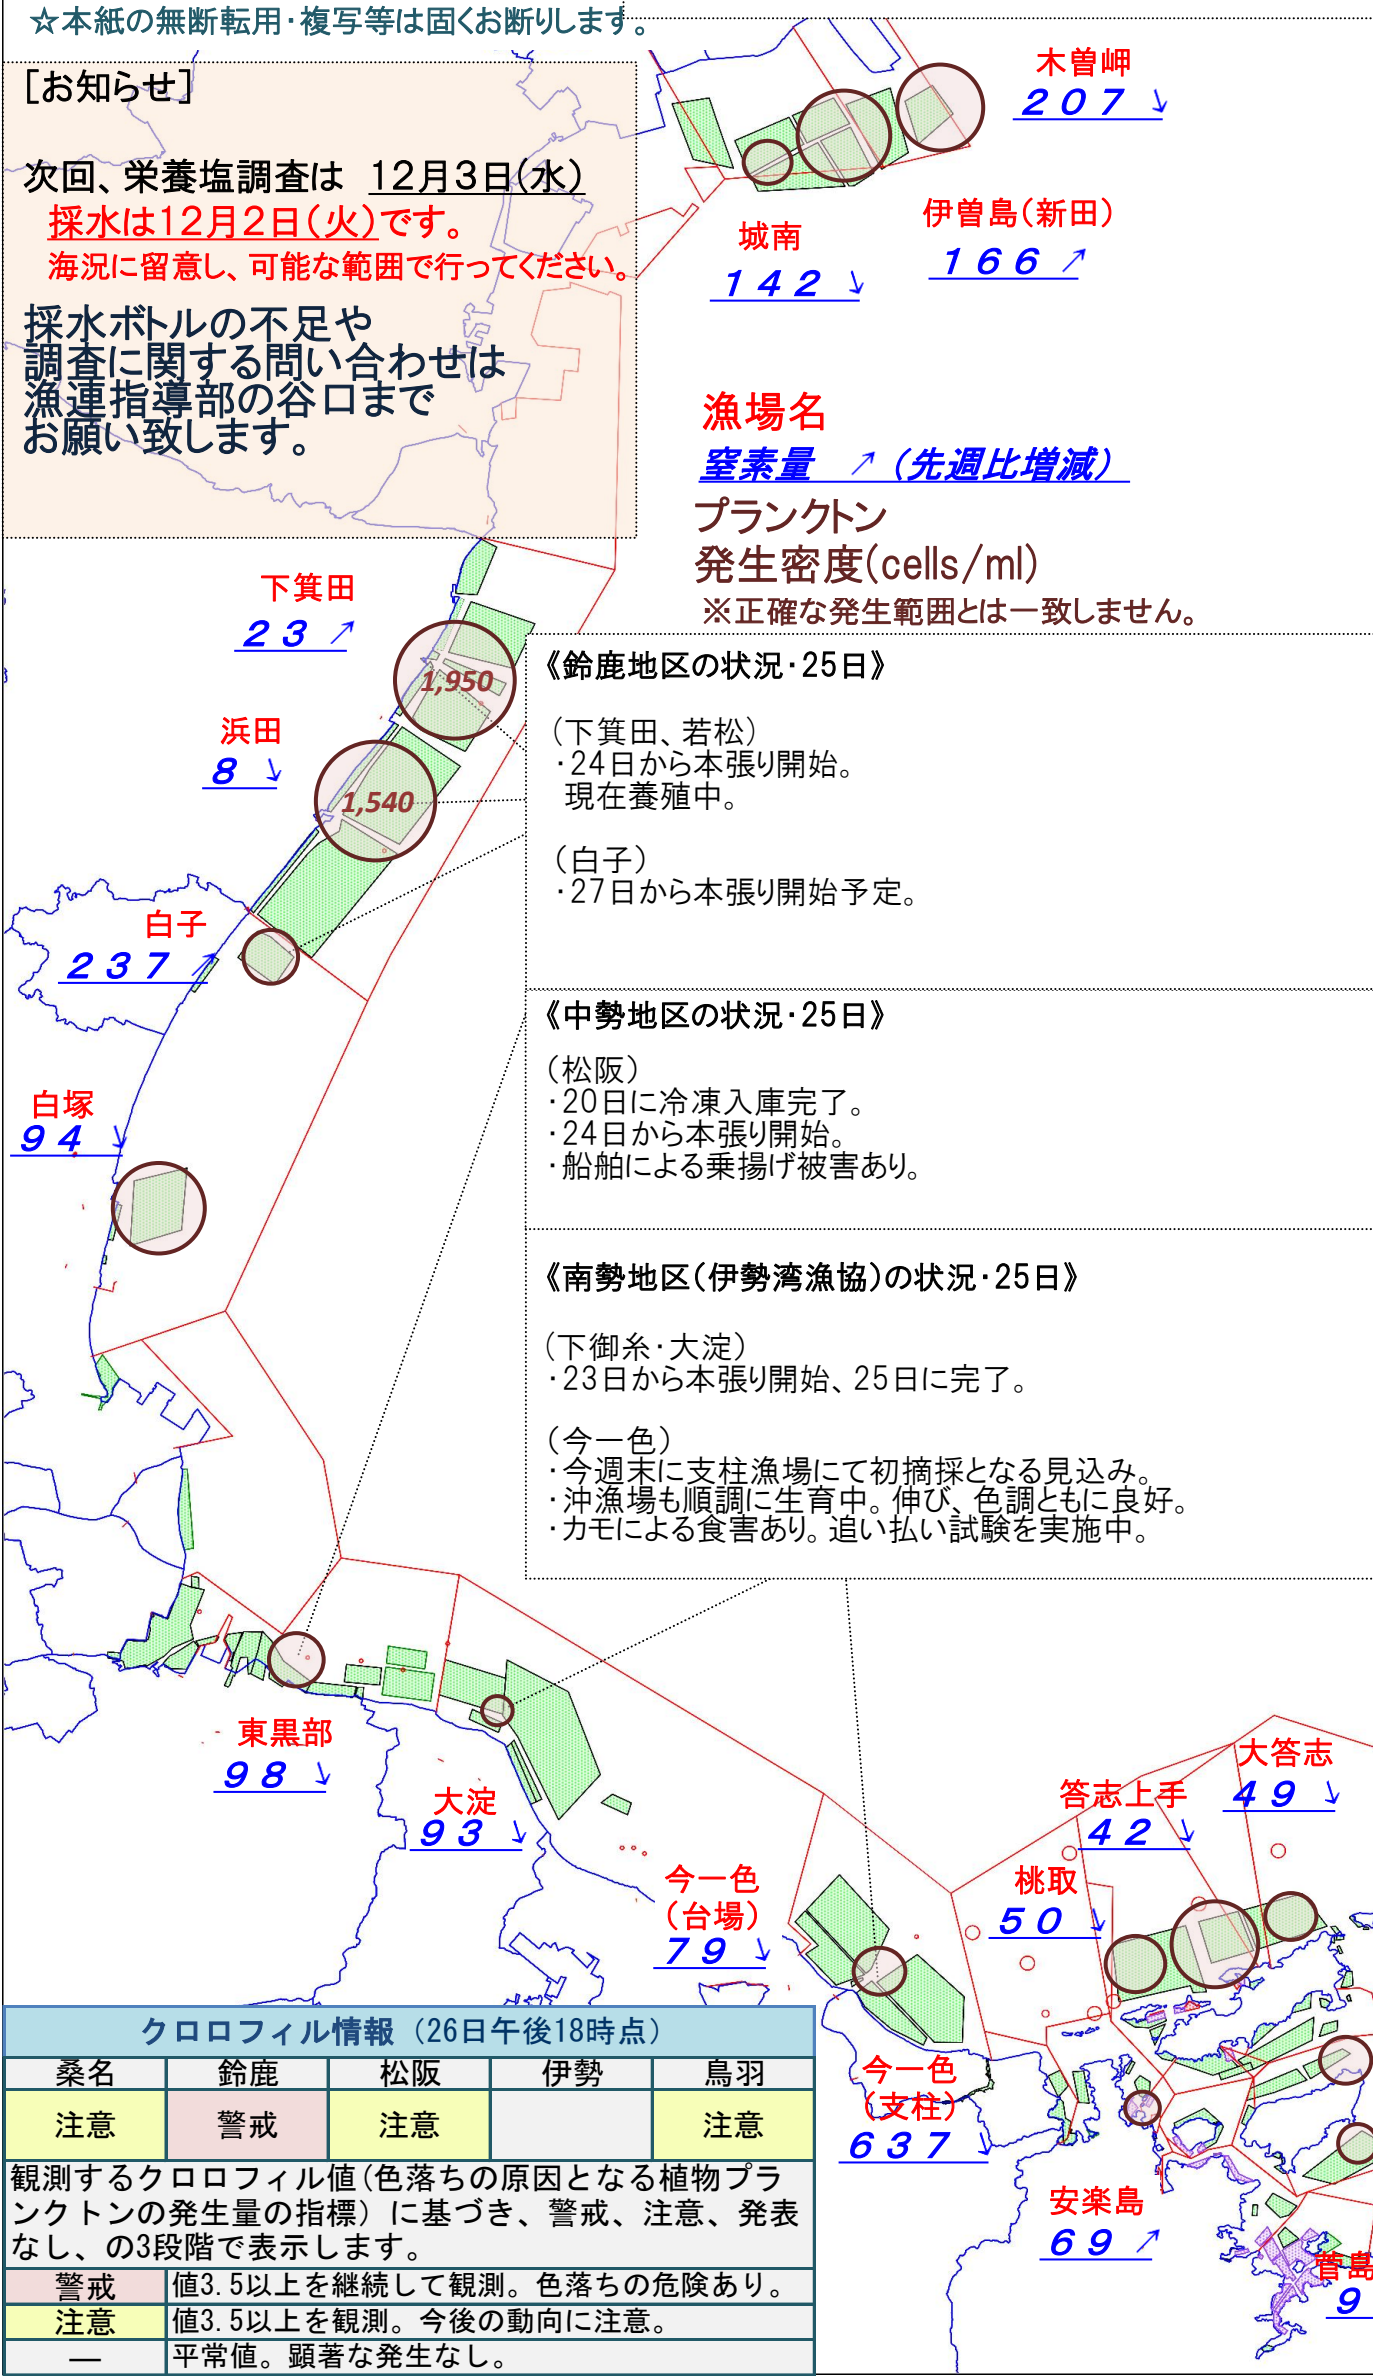 ☆本紙の無断転用･複写等は固くお断りします。
[お知らせ]
次回、栄養塩調査は 12月3日(水)
採水は12月2日(火)です。
海況に留意し、可能な範囲で行ってください。
採水ボトルの不足や
調査に関する問い合わせは
漁連指導部の谷口まで
お願い致します。
木曽岬
207 ↘
伊曽島(新田)
166 ↗
城南
142 ↘
漁場名
窒素量 ↗(先週比増減)
プランクトン
発生密度(cells/ml)
※正確な発生範囲とは一致しません。
下箕田
23 ↗
1,950
浜田
8 ↘
1,540
白子
237 ↗
白塚
94 ↘
《鈴鹿地区の状況･25日》
(下箕田、若松)
･24日から本張り開始。
現在養殖中。
(白子)
･27日から本張り開始予定。
《中勢地区の状況･25日》
(松阪)
･20日に冷凍入庫完了。
･24日から本張り開始。
･船舶による乗揚げ被害あり。
《南勢地区(伊勢湾漁協)の状況･25日》
(下御糸･大淀)
･23日から本張り開始、25日に完了。
(今一色)
･今週末に支柱漁場にて初摘採となる見込み。
･沖漁場も順調に生育中。伸び、色調ともに良好。
･カモによる食害あり。追い払い試験を実施中。
東黒部
98 ↘
大淀
93 ↘
今一色
(台場)
79 ↘
大答志
49 ↘
答志上手
42 ↘
桃取
50 ↘
今一色
(支柱)
637 ↘
安楽島
69 ↗
菅島
9
クロロフィル情報（26日午後18時点）
桑名 鈴鹿 松阪 伊勢 鳥羽
注意 警戒 注意 注意
観測するクロロフィル値(色落ちの原因となる植物プラ
ンクトンの発生量の指標) に基づき、警戒、注意、発表
なし、の3段階で表示します。
警戒 値3.5以上を継続して観測。色落ちの危険あり。
注意 値3.5以上を観測。今後の動向に注意。
― 平常値。顕著な発生なし。